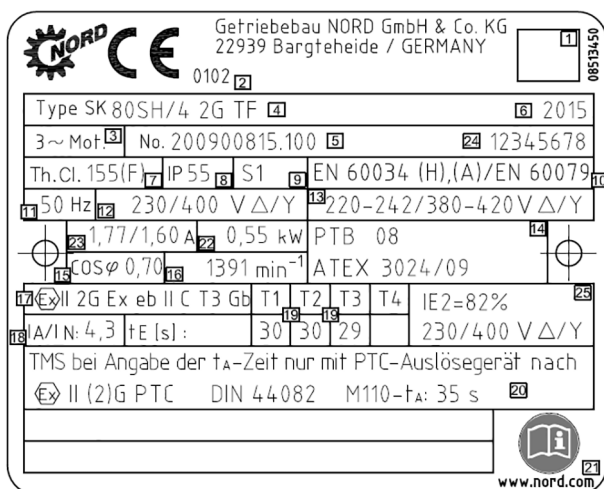 NORD
CE
Getriebebau NORD GmbH & Co. KG
22939 Bargteheide / GERMANY
1
08513450
0102 2
Type SK 80SH/4 2G TF 4 6 2015
3~ Mot. 3 No. 200900815.100 5 24 12345678
Th.Cl. 155(F) 7 IP 55 8 S1 9 EN 60034 (H),(A)/EN 60079 10
11 50 Hz 12 230/400 V Δ/Y 13 220-242/380-420V Δ/Y
23 1,77/1,60 A 22 0,55 kW PTB 08 14
15 COSφ 0,70 16 1391 min⁻¹ ATEX 3024/09
17 Ex II 2G Ex eb II C T3 Gb T1 T2 T3 T4 IE2=82% 25
19 19
18 IA/IN: 4,3 tE [s] : 30 30 29 230/400 V Δ/Y
TMS bei Angabe der tA-Zeit nur mit PTC-Auslösegerät nach
Ex II (2)G PTC DIN 44082 M110-tA: 35 s 20
i
21
www.nord.com